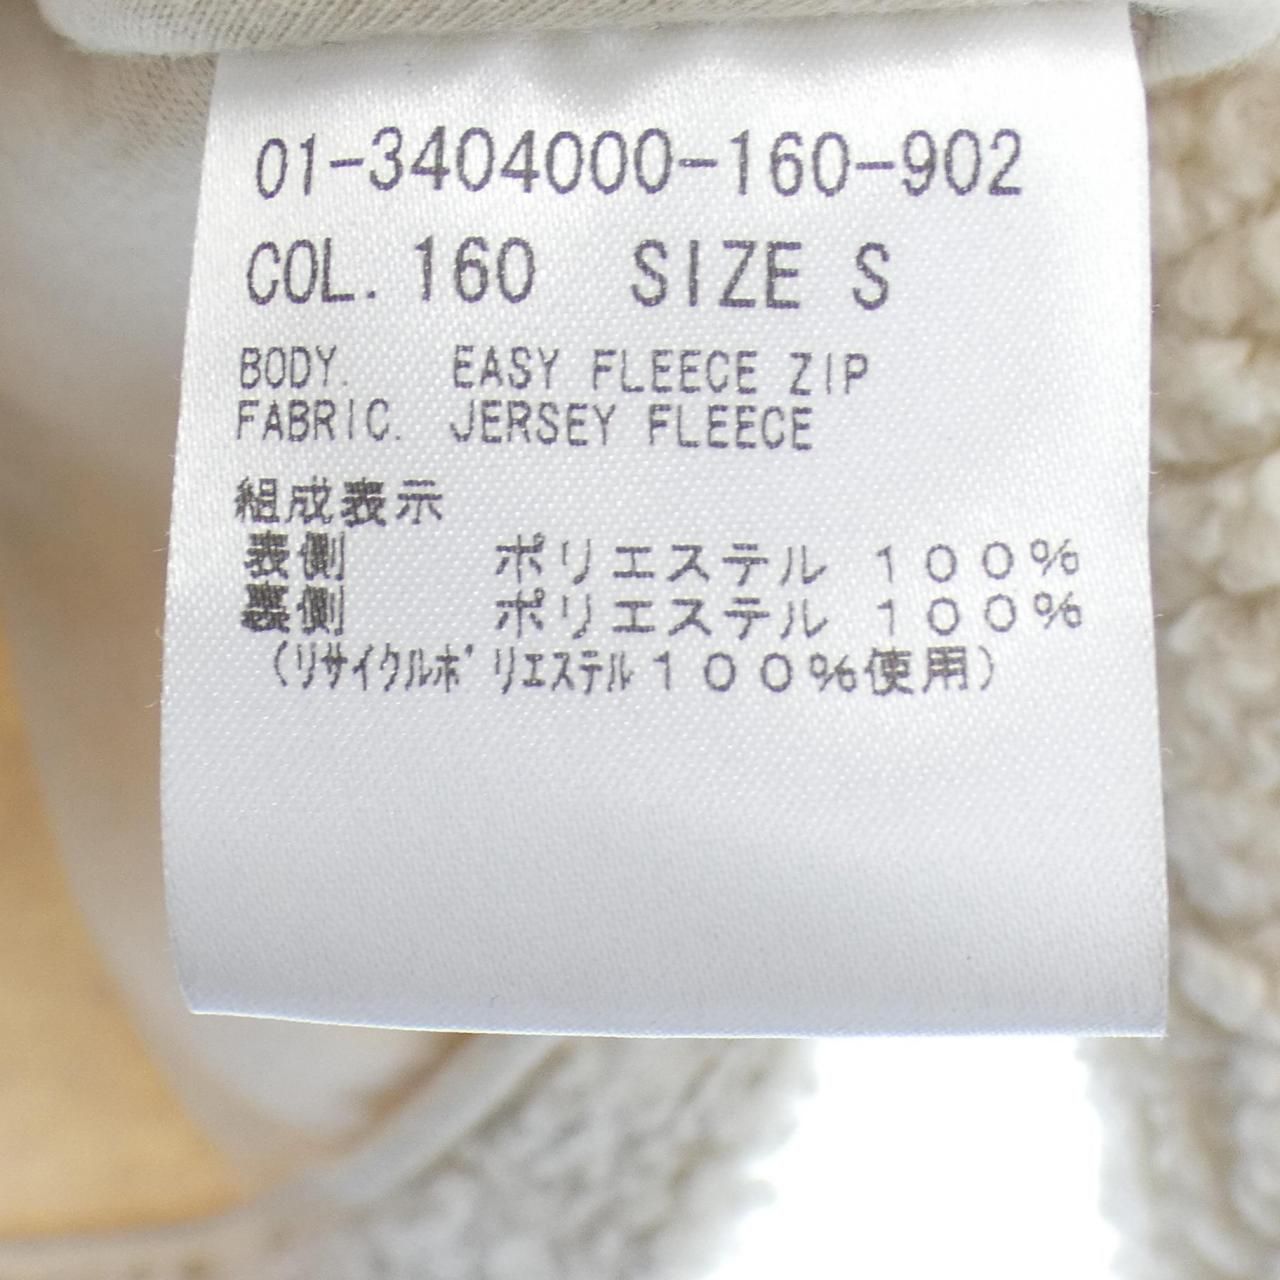 01-3404000-160-902
COL. 160 SIZE S
BODY. EASY FLEECE ZIP
FABRIC. JERSEY FLEECE
組成表示
表側 ポリエステル 100%
裏側 ポリエステル 100%
(リサイクルポリエステル100%使用)